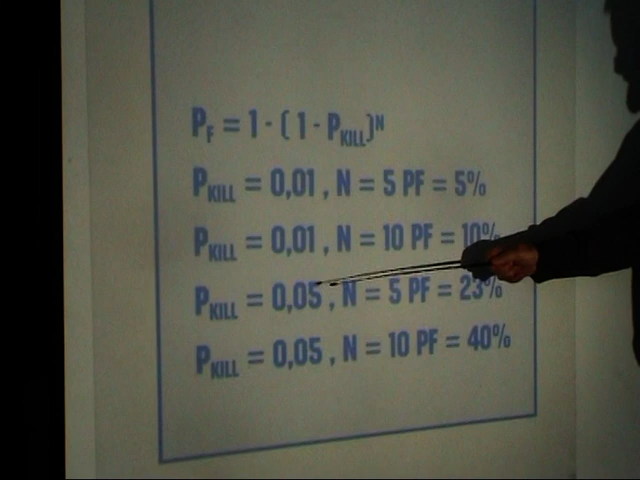 PF = 1 - (1 - PKILL)N
PKILL = 0,01 , N = 5 PF = 5%
PKILL = 0,01 , N = 10 PF = 10%
PKILL = 0,05 , N = 5 PF = 23%
PKILL = 0,05 , N = 10 PF = 40%